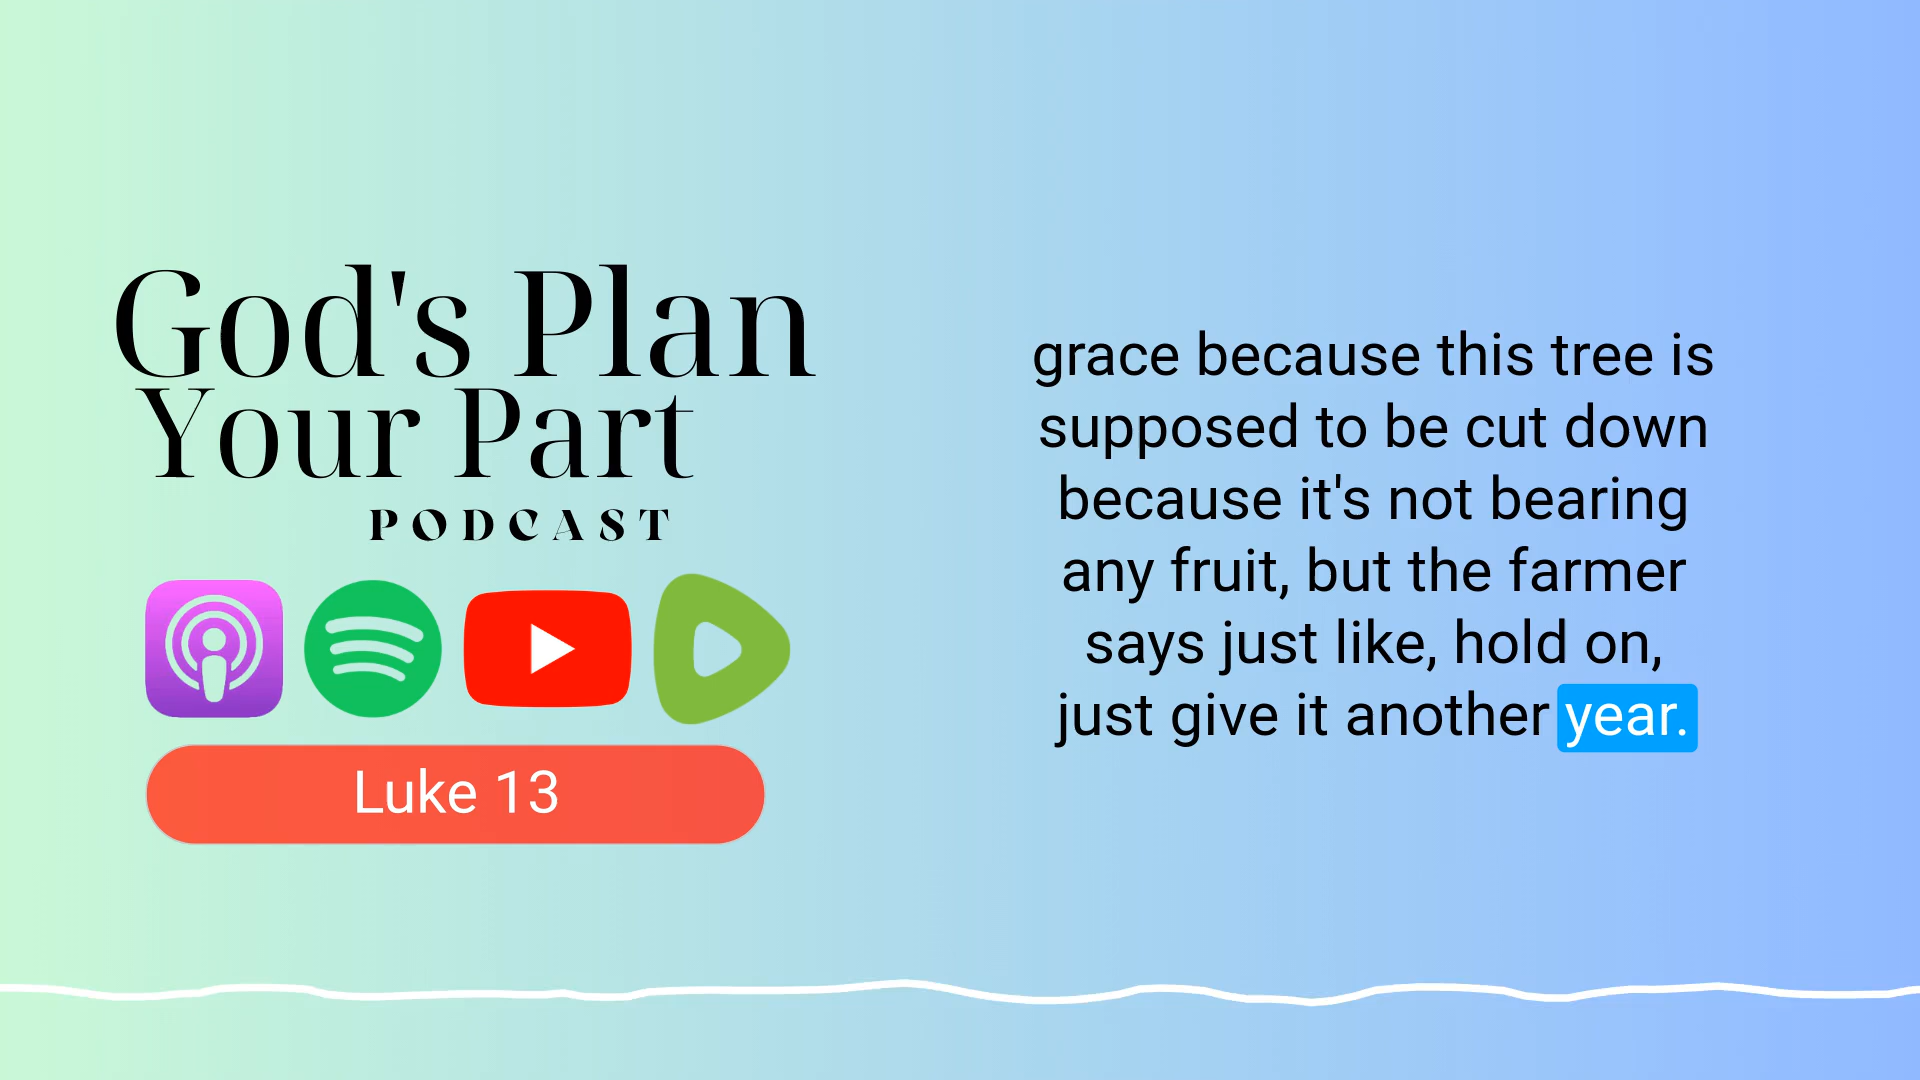 God's Plan
Your Part
PODCAST
Luke 13
grace because this tree is
supposed to be cut down
because it's not bearing
any fruit, but the farmer
says just like, hold on,
just give it another year.